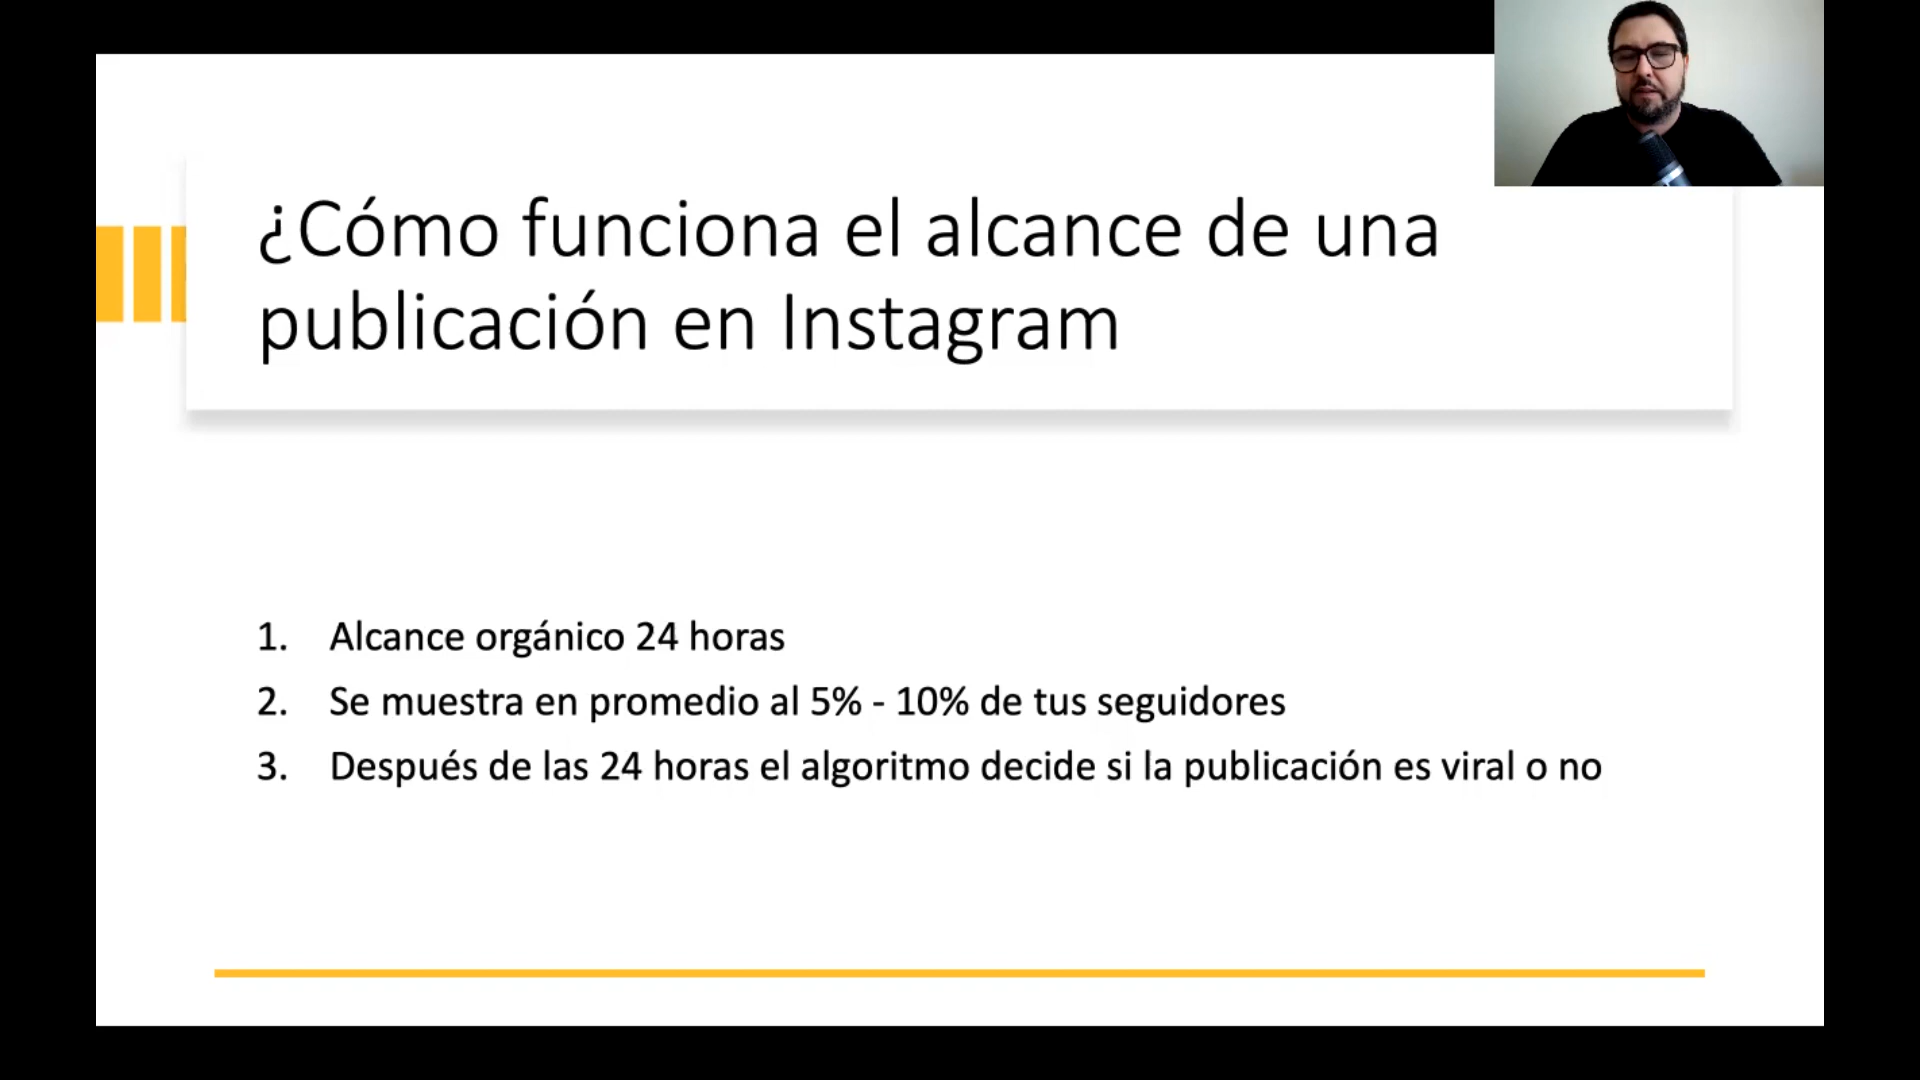 ¿Cómo funciona el alcance de una
publicación en Instagram
1. Alcance orgánico 24 horas
2. Se muestra en promedio al 5% - 10% de tus seguidores
3. Después de las 24 horas el algoritmo decide si la publicación es viral o no